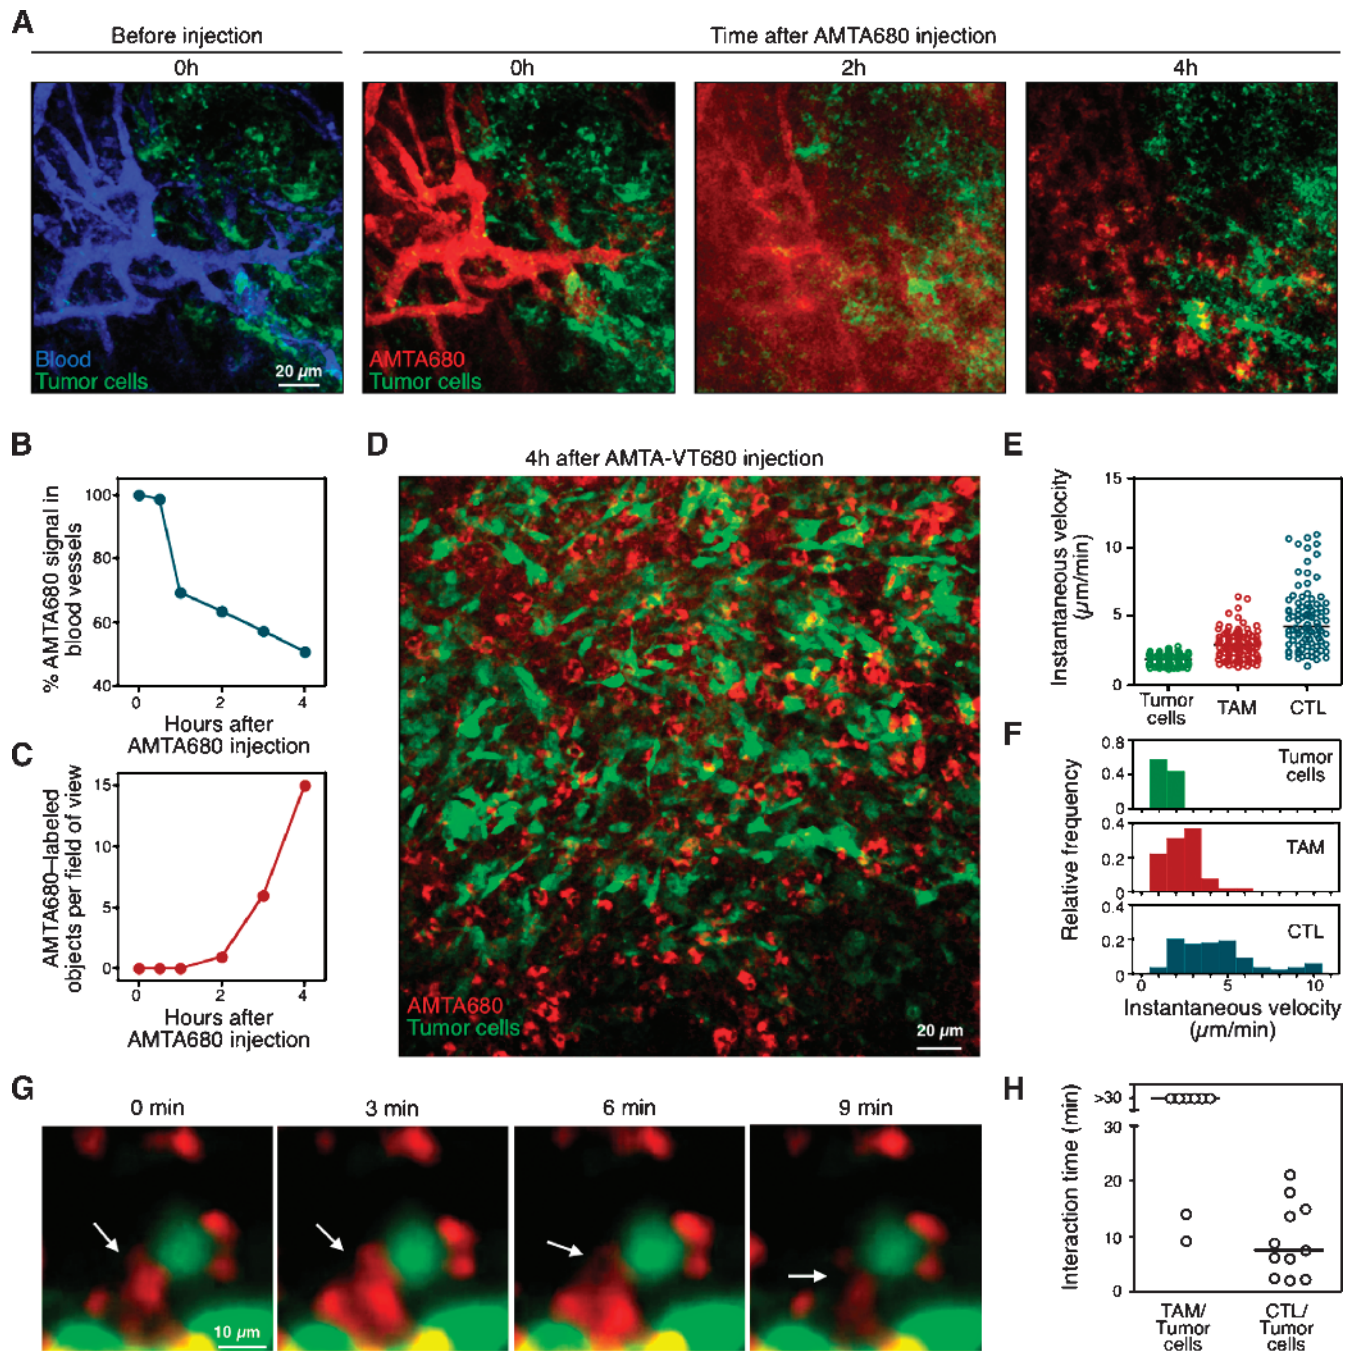 A
Before injection
Time after AMTA680 injection
0h
0h
2h
4h
Blood
Tumor cells
20 µm
AMTA680
Tumor cells
B
% AMTA680 signal in
blood vessels
100
80
60
40
0
2
4
Hours after
AMTA680 injection
C
AMTA680–labeled
objects per field of view
15
10
5
0
0
2
4
Hours after
AMTA680 injection
D
4h after AMTA-VT680 injection
AMTA680
Tumor cells
20 µm
E
Instantaneous velocity
(µm/min)
15
10
5
0
Tumor
cells
TAM
CTL
F
Relative frequency
0.8
0.4
0
Tumor
cells
0.4
0.2
0
TAM
0.4
0.2
0
CTL
0
5
10
Instantaneous velocity
(µm/min)
G
0 min
3 min
6 min
9 min
10 µm
H
Interaction time (min)
>30
30
20
10
0
TAM/
Tumor
cells
CTL/
Tumor
cells